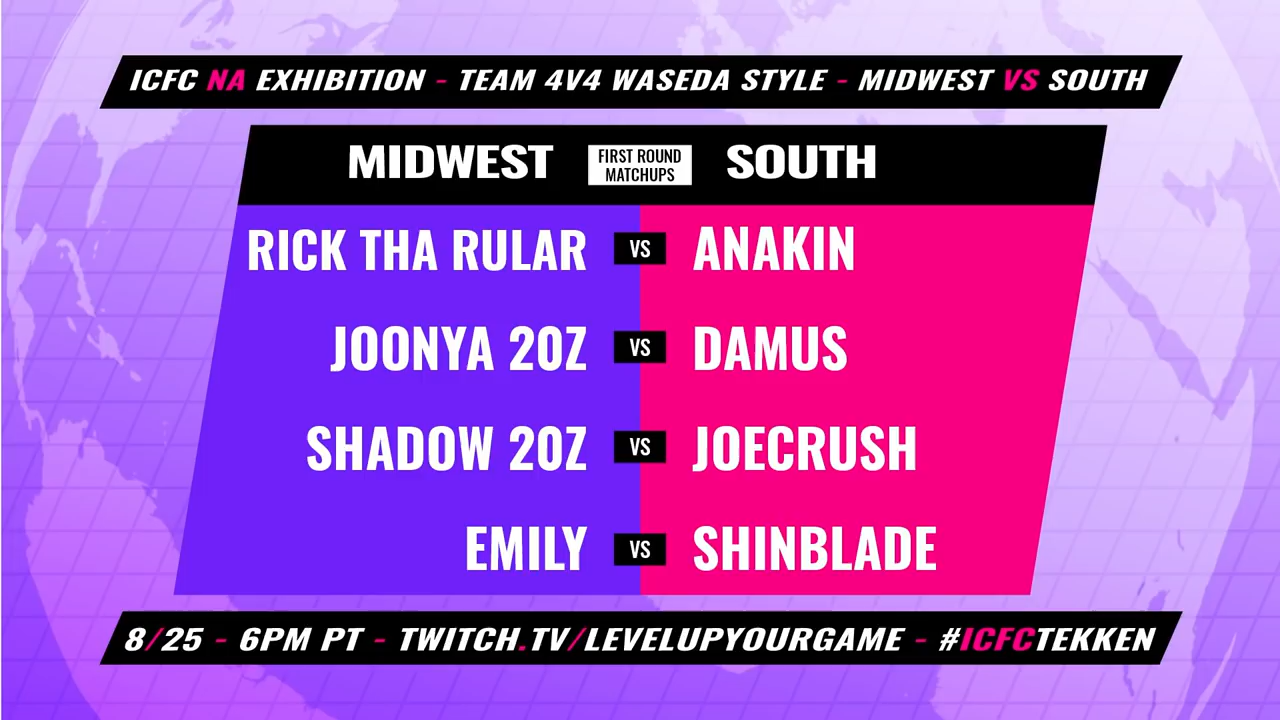 ICFC NA EXHIBITION - TEAM 4V4 WASEDA STYLE - MIDWEST VS SOUTH
MIDWEST FIRST ROUND MATCHUPS SOUTH
RICK THA RULAR VS ANAKIN
JOONYA 2OZ VS DAMUS
SHADOW 2OZ VS JOECRUSH
EMILY VS SHINBLADE
8/25 - 6PM PT - TWITCH.TV/LEVELUPYOURGAME - #ICFCTEKKEN